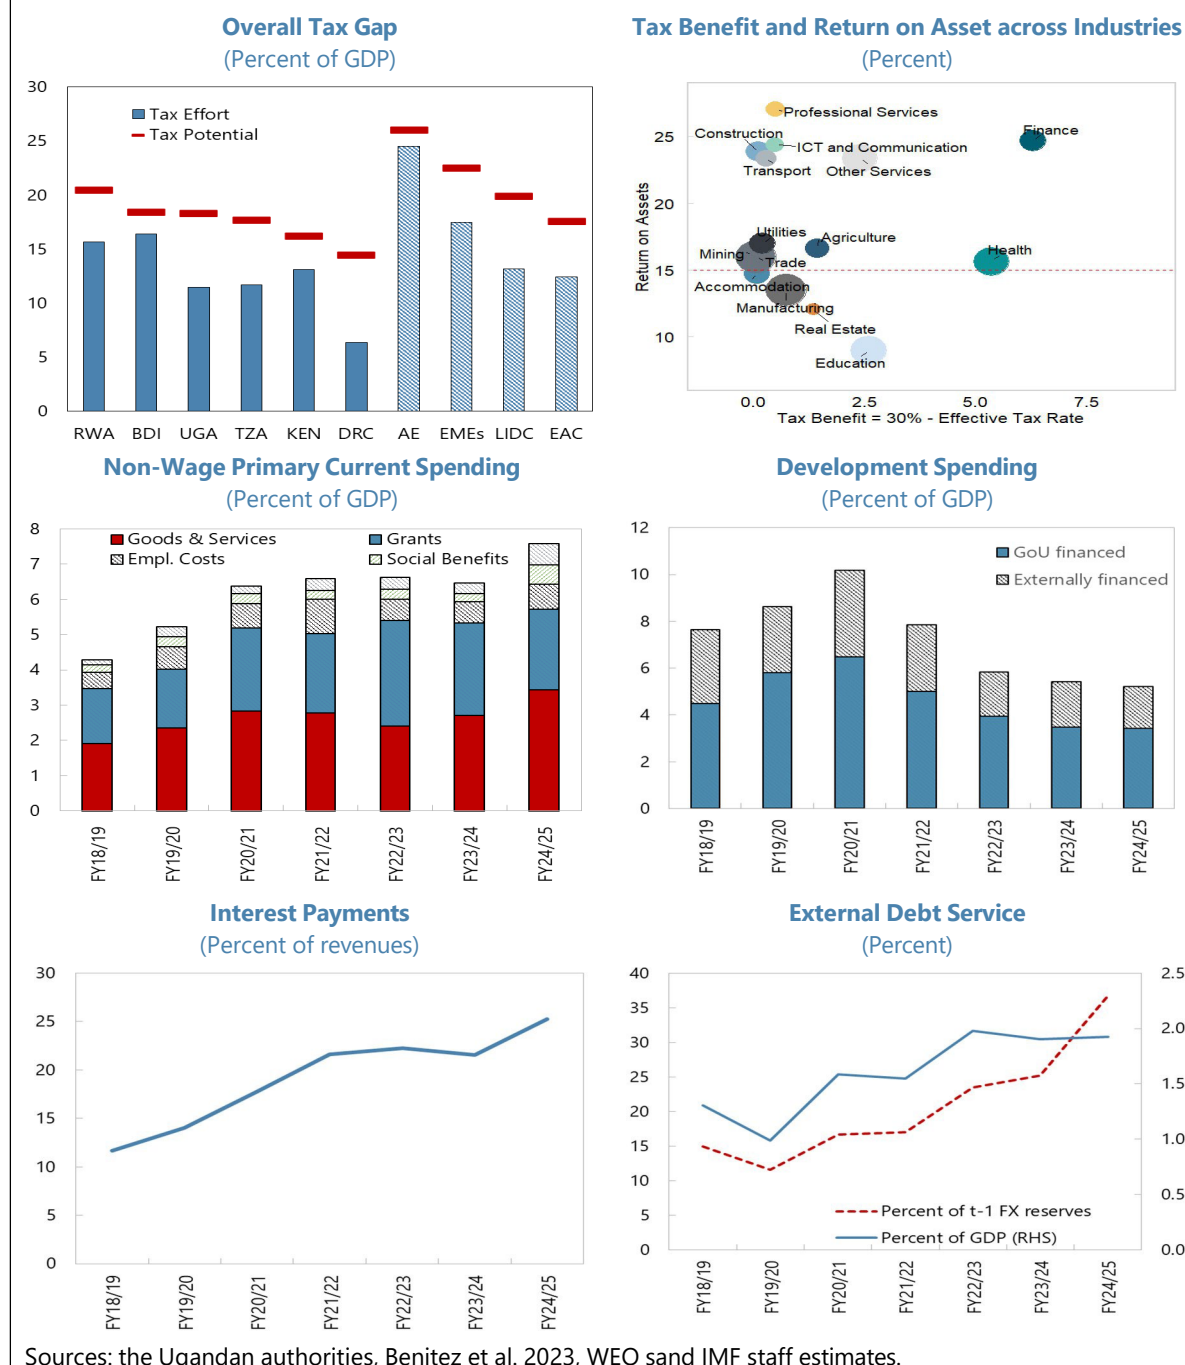 Overall Tax Gap
(Percent of GDP)
30
25
20
15
10
5
0
Tax Effort
Tax Potential
RWA BDI UGA TZA KEN DRC AE EMEs LIDC EAC
Tax Benefit and Return on Asset across Industries
(Percent)
Return on Assets
25
20
15
10
Professional Services
Finance
Construction
ICT and Communication
Transport
Other Services
Utilities
Agriculture
Health
Mining
Trade
Accommodation
Manufacturing
Real Estate
Education
0.0 2.5 5.0 7.5
Tax Benefit = 30% - Effective Tax Rate
Non-Wage Primary Current Spending
(Percent of GDP)
8
7
6
5
4
3
2
1
0
Goods & Services Grants
Empl. Costs Social Benefits
FY18/19 FY19/20 FY20/21 FY21/22 FY22/23 FY23/24 FY24/25
Development Spending
(Percent of GDP)
12
10
8
6
4
2
0
GoU financed
Externally financed
FY18/19 FY19/20 FY20/21 FY21/22 FY22/23 FY23/24 FY24/25
Interest Payments
(Percent of revenues)
30
25
20
15
10
5
0
FY18/19 FY19/20 FY20/21 FY21/22 FY22/23 FY23/24 FY24/25
External Debt Service
(Percent)
40
35
30
25
20
15
10
5
0
2.5
2.0
1.5
1.0
0.5
0.0
Percent of t-1 FX reserves
Percent of GDP (RHS)
FY18/19 FY19/20 FY20/21 FY21/22 FY22/23 FY23/24 FY24/25
Sources: the Ugandan authorities, Benitez et al. 2023, WEO sand IMF staff estimates.